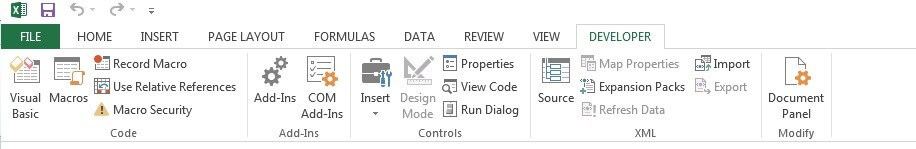 FILE HOME INSERT PAGE LAYOUT FORMULAS DATA REVIEW VIEW DEVELOPER
Visual Basic
Macros
Record Macro
Use Relative References
Macro Security
Code
Add-Ins
COM Add-Ins
Add-Ins
Insert
Design Mode
Properties
View Code
Run Dialog
Controls
Source
Map Properties
Expansion Packs
Refresh Data
Import
Export
XML
Document Panel
Modify